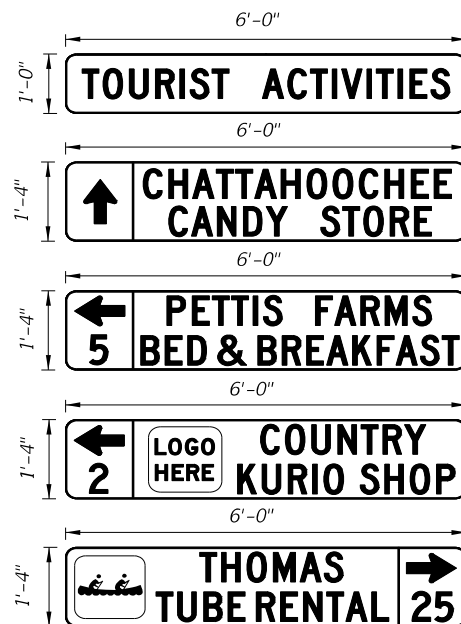 6'-0"
1'-0"
TOURIST ACTIVITIES
6'-0"
1'-4"
CHATTAHOOCHEE
CANDY STORE
6'-0"
1'-4"
PETTIS FARMS
5
BED & BREAKFAST
6'-0"
1'-4"
2
LOGO
HERE
COUNTRY
KURIO SHOP
6'-0"
1'-4"
THOMAS
TUBE RENTAL
25